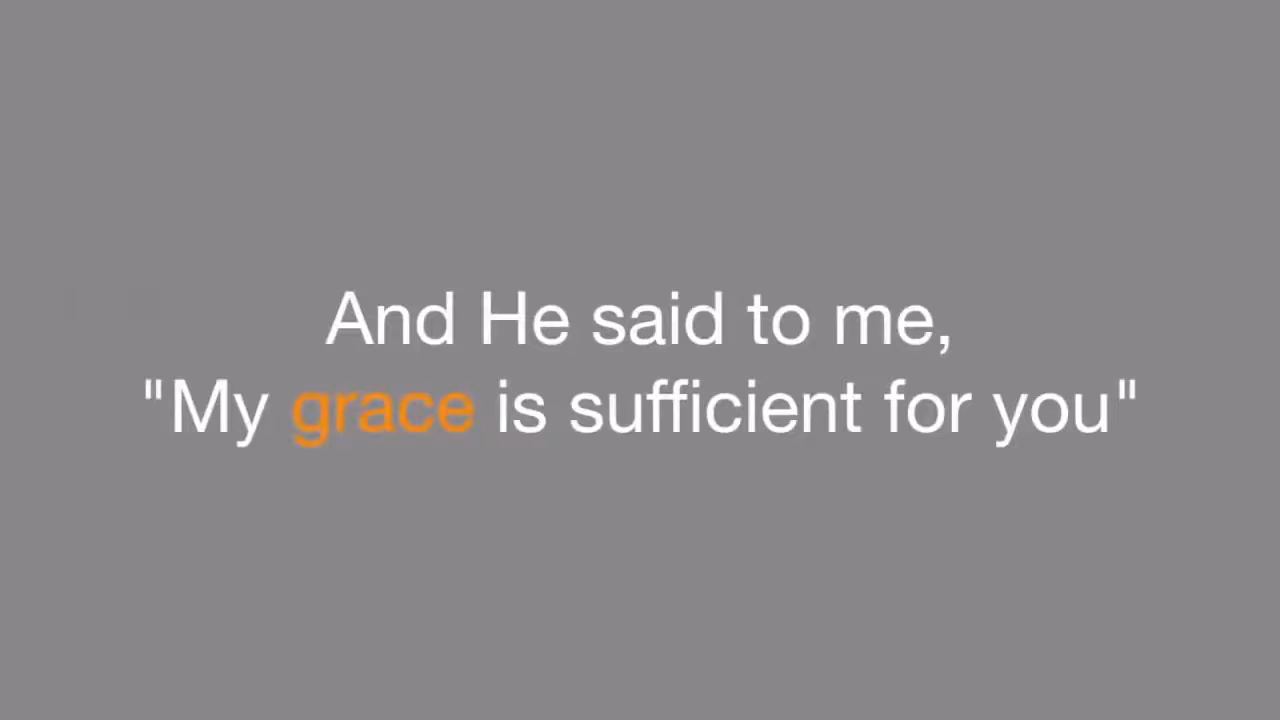 And He said to me,
"My grace is sufficient for you"